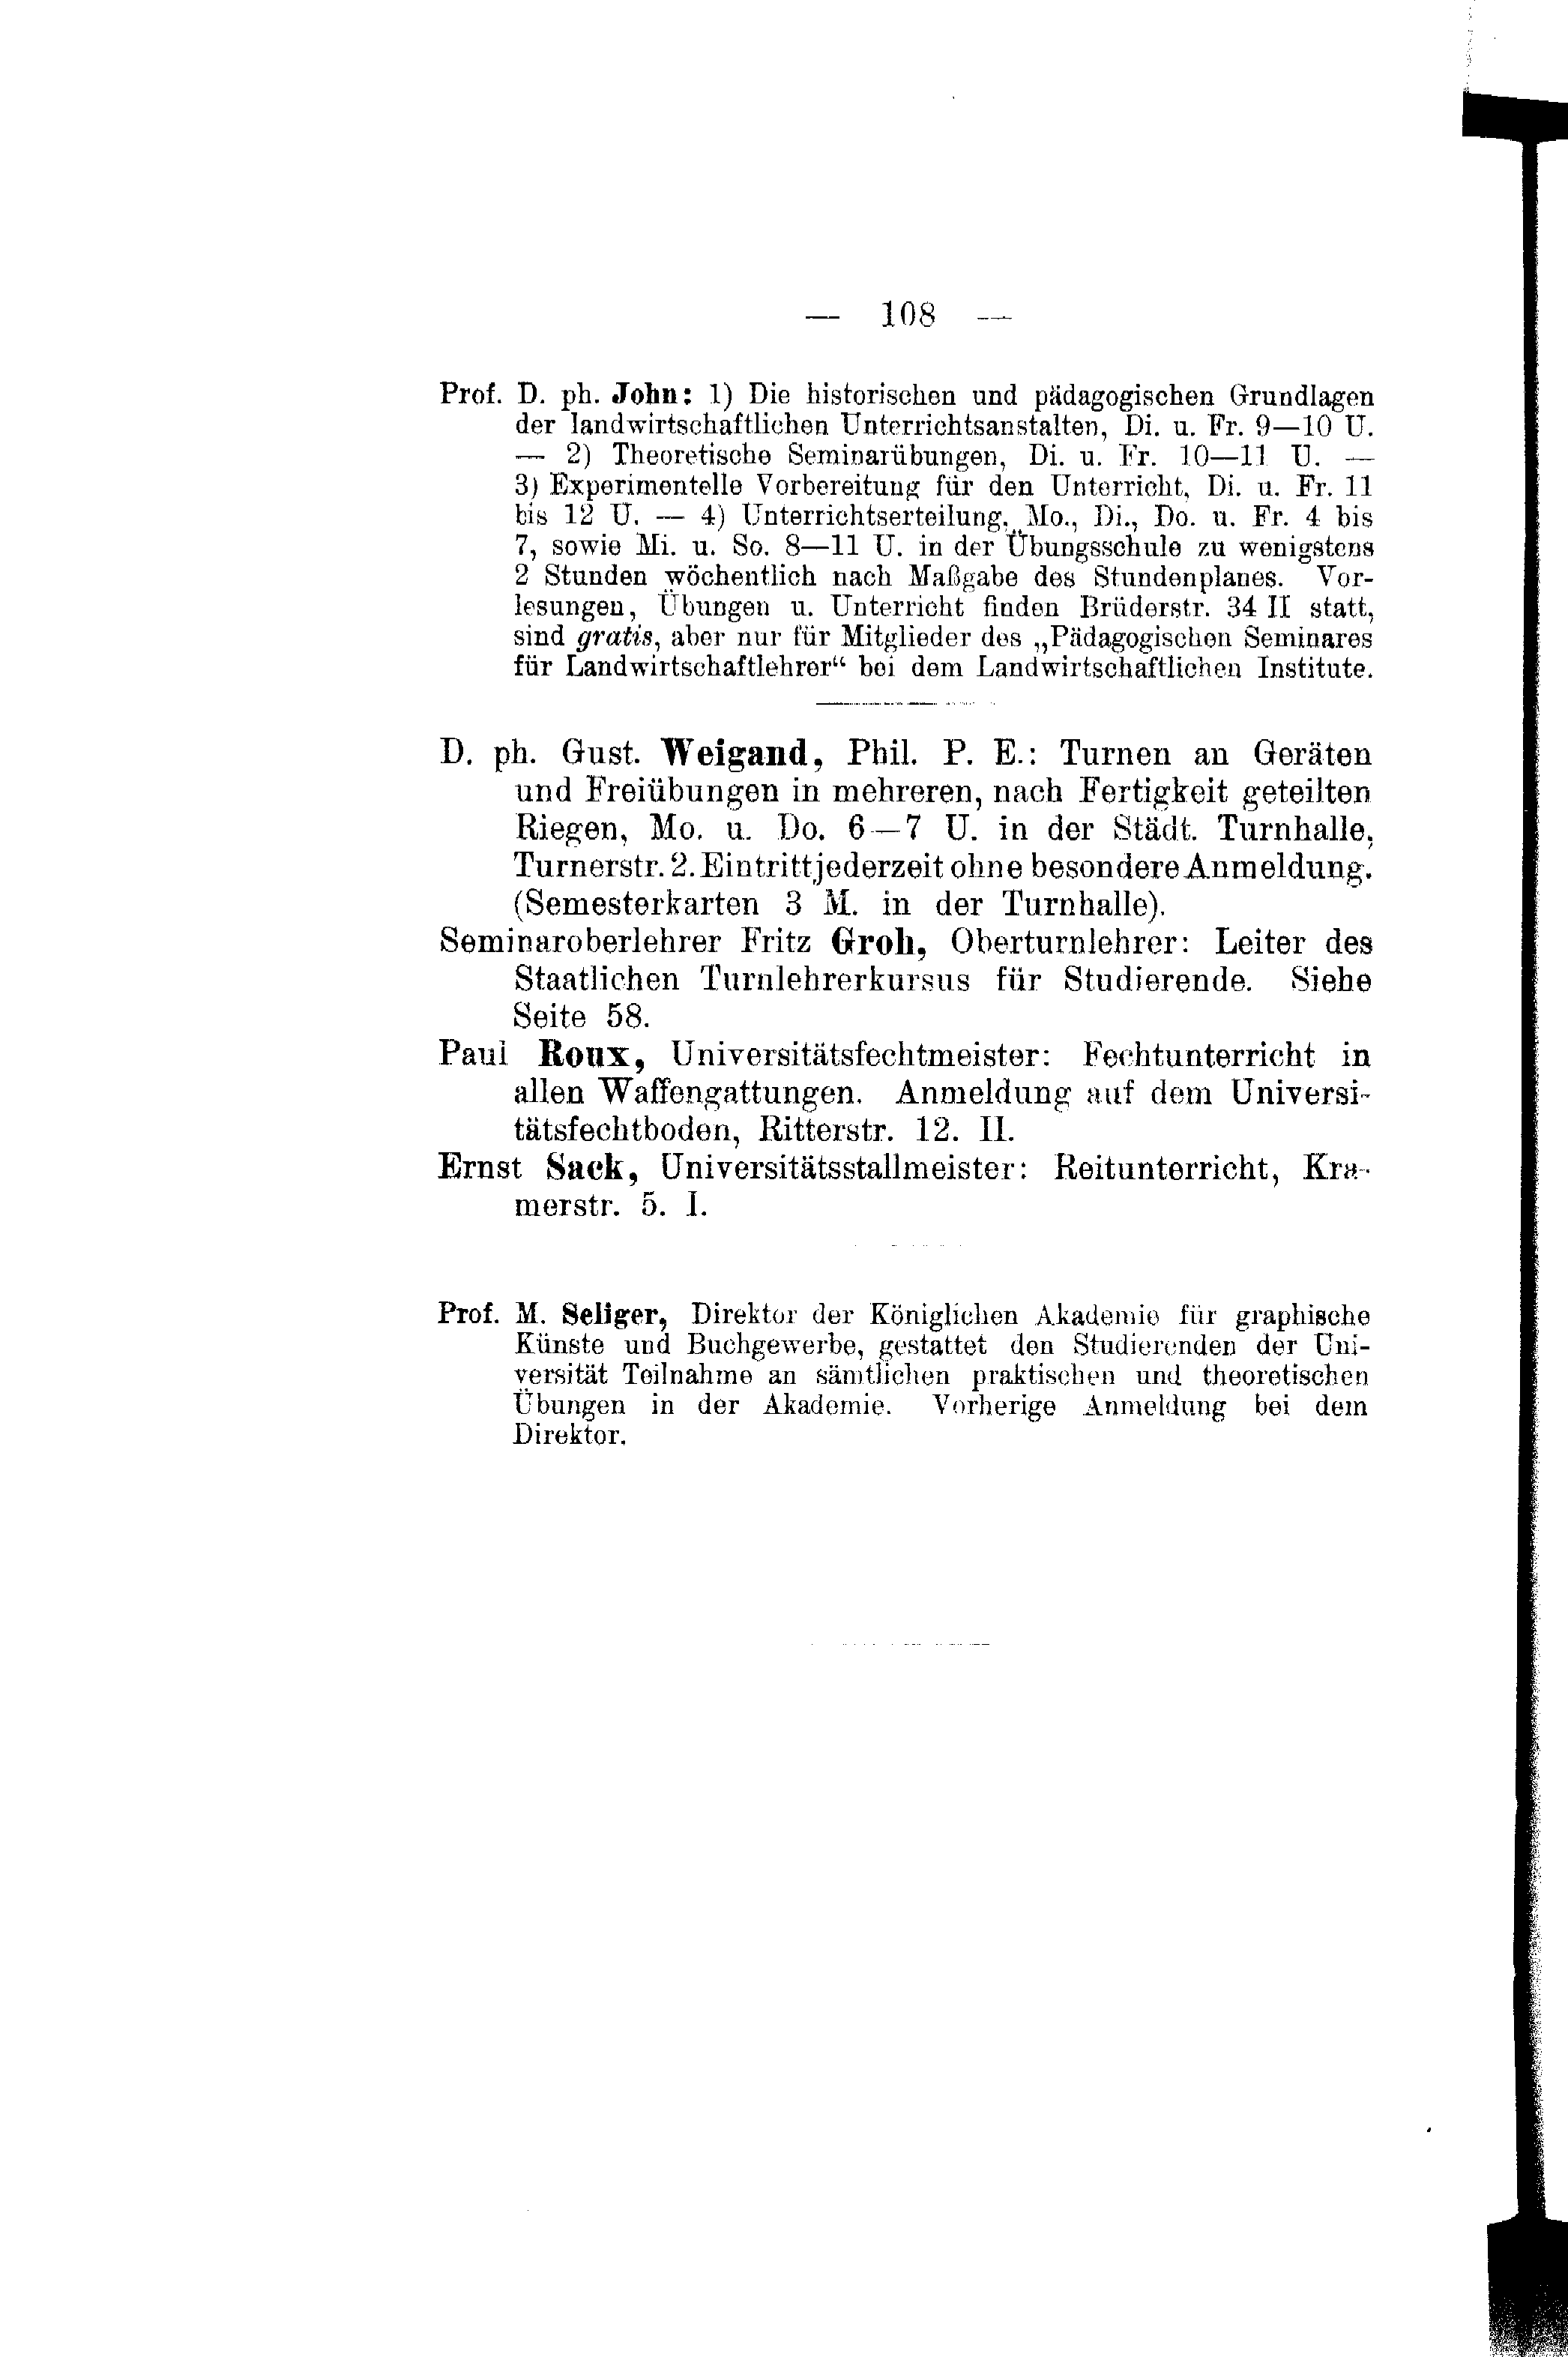 — 108 —
Prof. D. ph. John: 1) Die historischen und pädagogischen Grundlagen
der landwirtschaftlichen Unterrichtsanstalten, Di. u. Fr. 9—10 U.
— 2) Theoretische Seminarübungen, Di. u. Fr. 10—11 U. —
3) Experimentelle Vorbereitung für den Unterricht, Di. u. Fr. 11
bis 12 U. — 4) Unterrichtserteilung, Mo., Di., Do. u. Fr. 4 bis
7, sowie Mi. u. So. 8—11 U. in der Übungsschule zu wenigstens
2 Stunden wöchentlich nach Maßgabe des Stundenplanes. Vor-
lesungen, Übungen u. Unterricht finden Brüderstr. 34 II statt,
sind gratis, aber nur für Mitglieder des „Pädagogischen Seminares
für Landwirtschaftlehrer“ bei dem Landwirtschaftlichen Institute.
D. ph. Gust. Weigand, Phil. P. E.: Turnen an Geräten
und Freiübungen in mehreren, nach Fertigkeit geteilten
Riegen, Mo. u. Do. 6—7 U. in der Städt. Turnhalle,
Turnerstr. 2. Eintritt jederzeit ohne besondere Anmeldung.
(Semesterkarten 3 M. in der Turnhalle).
Seminaroberlehrer Fritz Groh, Oberturnlehrer: Leiter des
Staatlichen Turnlehrerkursus für Studierende. Siehe
Seite 58.
Paul Roux, Universitätsfechtmeister: Fechtunterricht in
allen Waffengattungen. Anmeldung auf dem Universi-
tätsfechtboden, Ritterstr. 12. II.
Ernst Sack, Universitätsstallmeister: Reitunterricht, Kra-
merstr. 5. I.
Prof. M. Seliger, Direktor der Königlichen Akademie für graphische
Künste und Buchgewerbe, gestattet den Studierenden der Uni-
versität Teilnahme an sämtlichen praktischen und theoretischen
Übungen in der Akademie. Vorherige Anmeldung bei dem
Direktor.